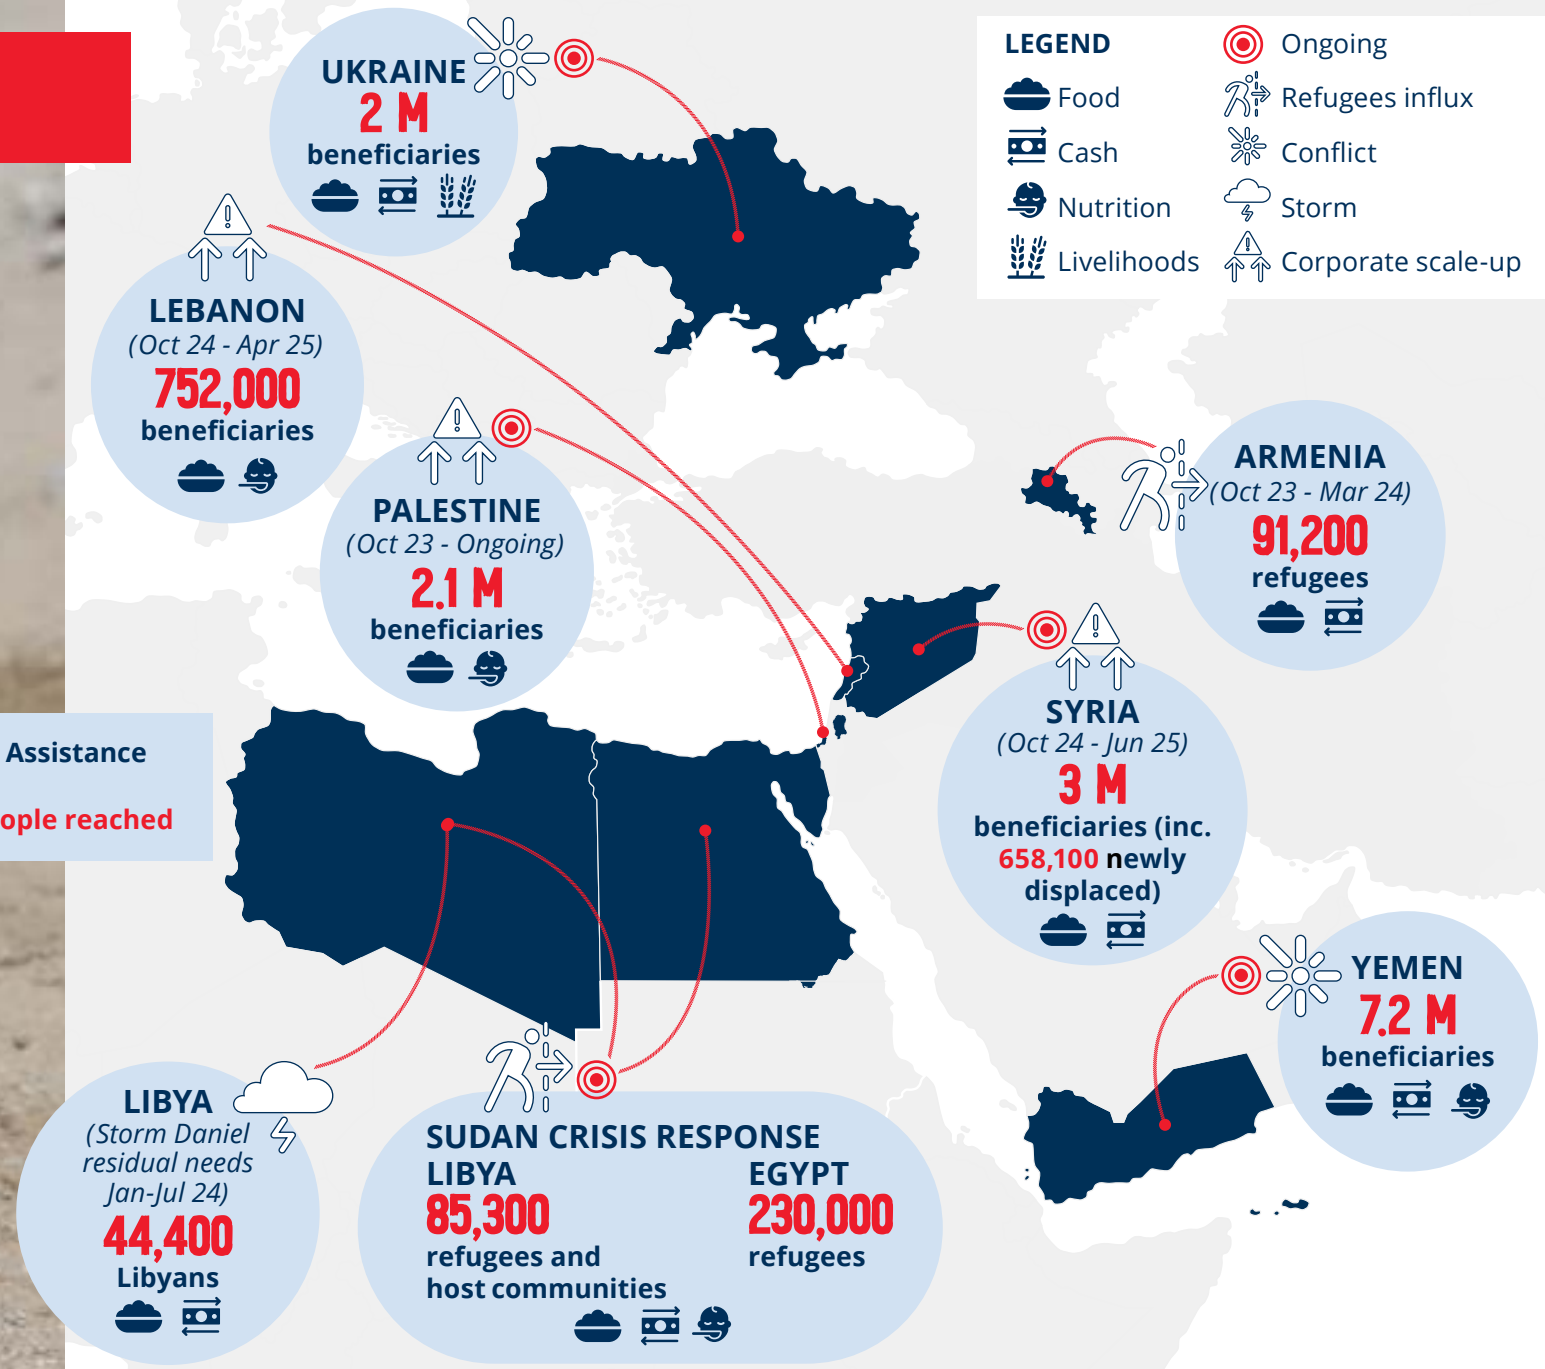 UKRAINE
2 M
beneficiaries
LEGEND
Food
Cash
Nutrition
Livelihoods
Ongoing
Refugees influx
Conflict
Storm
Corporate scale-up
LEBANON
(Oct 24 - Apr 25)
752,000
beneficiaries
PALESTINE
(Oct 23 - Ongoing)
2.1 M
beneficiaries
ARMENIA
(Oct 23 - Mar 24)
91,200
refugees
SYRIA
(Oct 24 - Jun 25)
3 M
beneficiaries (inc.
658,100 newly
displaced)
Assistance
ople reached
YEMEN
7.2 M
beneficiaries
LIBYA
(Storm Daniel
residual needs
Jan-Jul 24)
44,400
Libyans
SUDAN CRISIS RESPONSE
LIBYA
85,300
refugees and
host communities
EGYPT
230,000
refugees